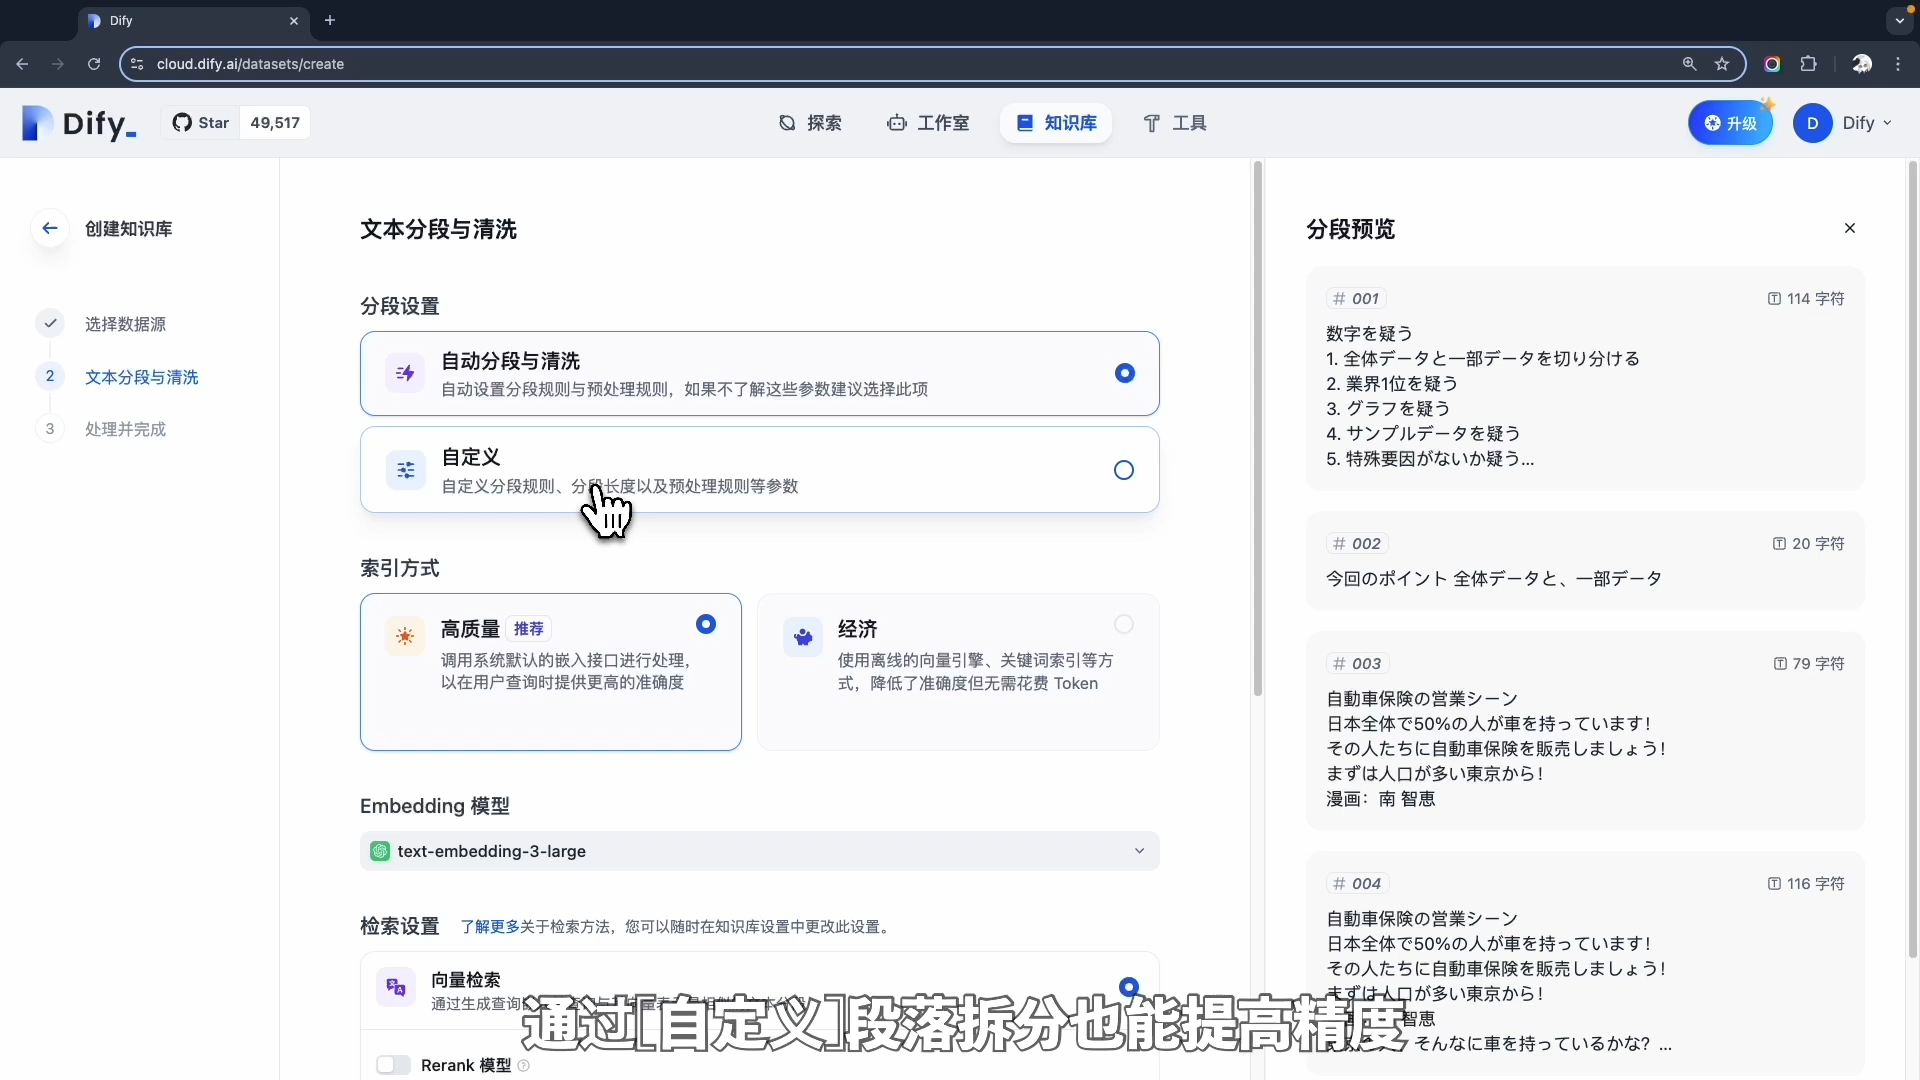 Dify
cloud.dify.ai/datasets/create
Dify_
Star
49,517
探索
工作室
知识库
工具
升级
D
Dify
创建知识库
选择数据源
2
文本分段与清洗
3
处理并完成
文本分段与清洗
分段设置
自动分段与清洗
自动设置分段规则与预处理规则，如果不了解这些参数建议选择此项
自定义
自定义分段规则、分段长度以及预处理规则等参数
索引方式
高质量 推荐
调用系统默认的嵌入接口进行处理，
以在用户查询时提供更高的准确度
经济
使用离线的向量引擎、关键词索引等方
式，降低了准确度但无需花费 Token
Embedding 模型
text-embedding-3-large
检索设置 了解更多关于检索方法，您可以随时在知识库设置中更改此设置。
向量检索
通过生成查询
通过[自定义]段落拆分也能提高精度
Rerank 模型
分段预览
# 001
114 字符
数字を疑う
1. 全体データと一部データを切り分ける
2. 業界1位を疑う
3. グラフを疑う
4. サンプルデータを疑う
5. 特殊要因がないか疑う...
# 002
20 字符
今回のポイント 全体データと、一部データ
# 003
79 字符
自動車保険の営業シーン
日本全体で50%の人が車を持っています！
その人たちに自動車保険を販売しましょう！
まずは人口が多い東京から！
漫画：南 智恵
# 004
116 字符
自動車保険の営業シーン
日本全体で50%の人が車を持っています！
その人たちに自動車保険を販売しましょう！
まずは人口が多い東京から！
智恵
そんなに車を持っているかな？ ...